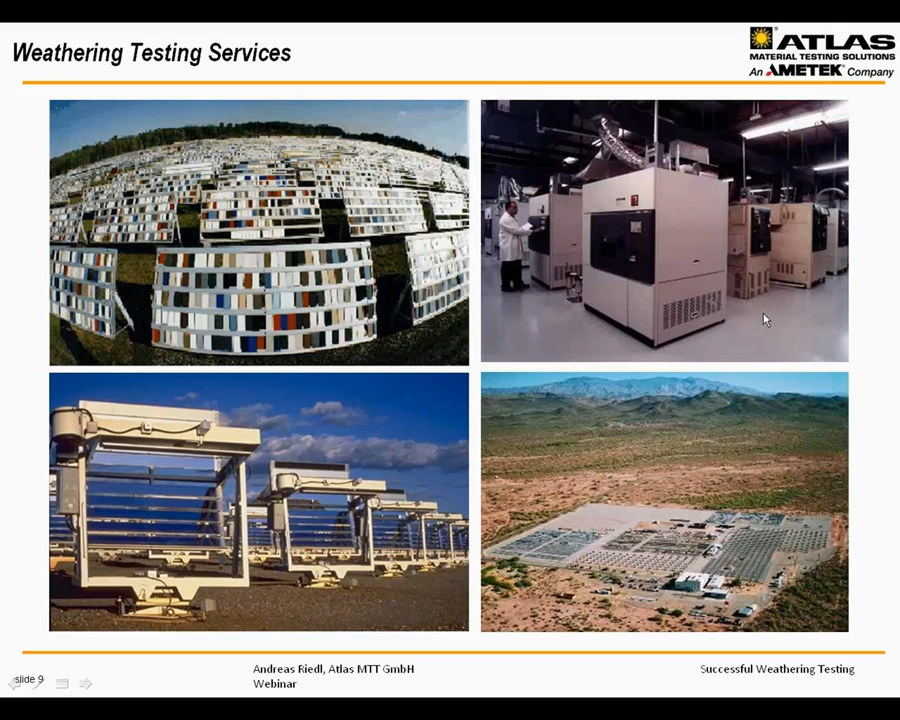 Weathering Testing Services
ATLAS
MATERIAL TESTING SOLUTIONS
An AMETEK® Company
slide 9
Andreas Riedl, Atlas MTT GmbH
Webinar
Successful Weathering Testing